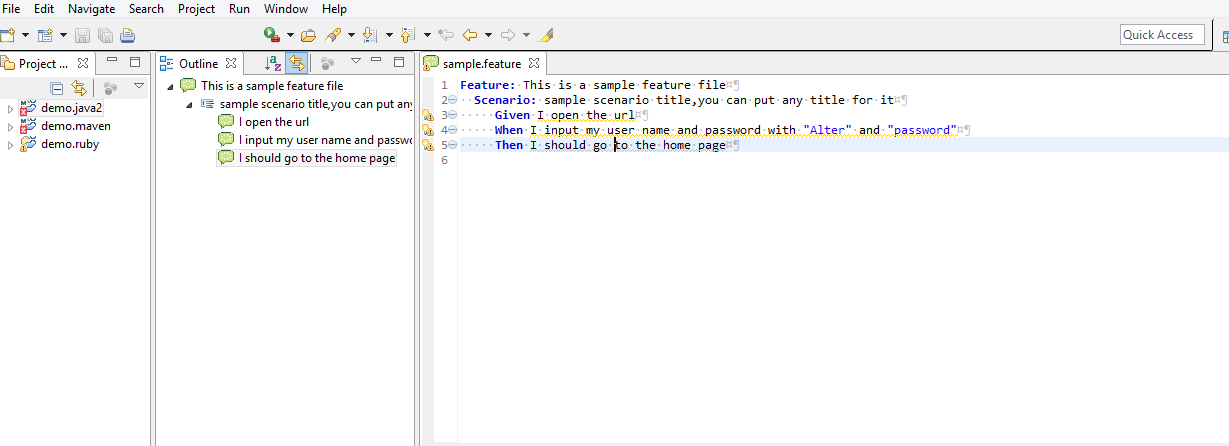 File Edit Navigate Search Project Run Window Help
Quick Access
Project ...
demo.java2
demo.maven
demo.ruby
Outline
This is a sample feature file
sample scenario title,you can put any
I open the url
I input my user name and passwo
I should go to the home page
sample.feature
1 Feature: This is a sample feature file
2 Scenario: sample scenario title,you can put any title for it
3 Given I open the url
4 When I input my user name and password with "Alter" and "password"
5 Then I should go to the home page
6